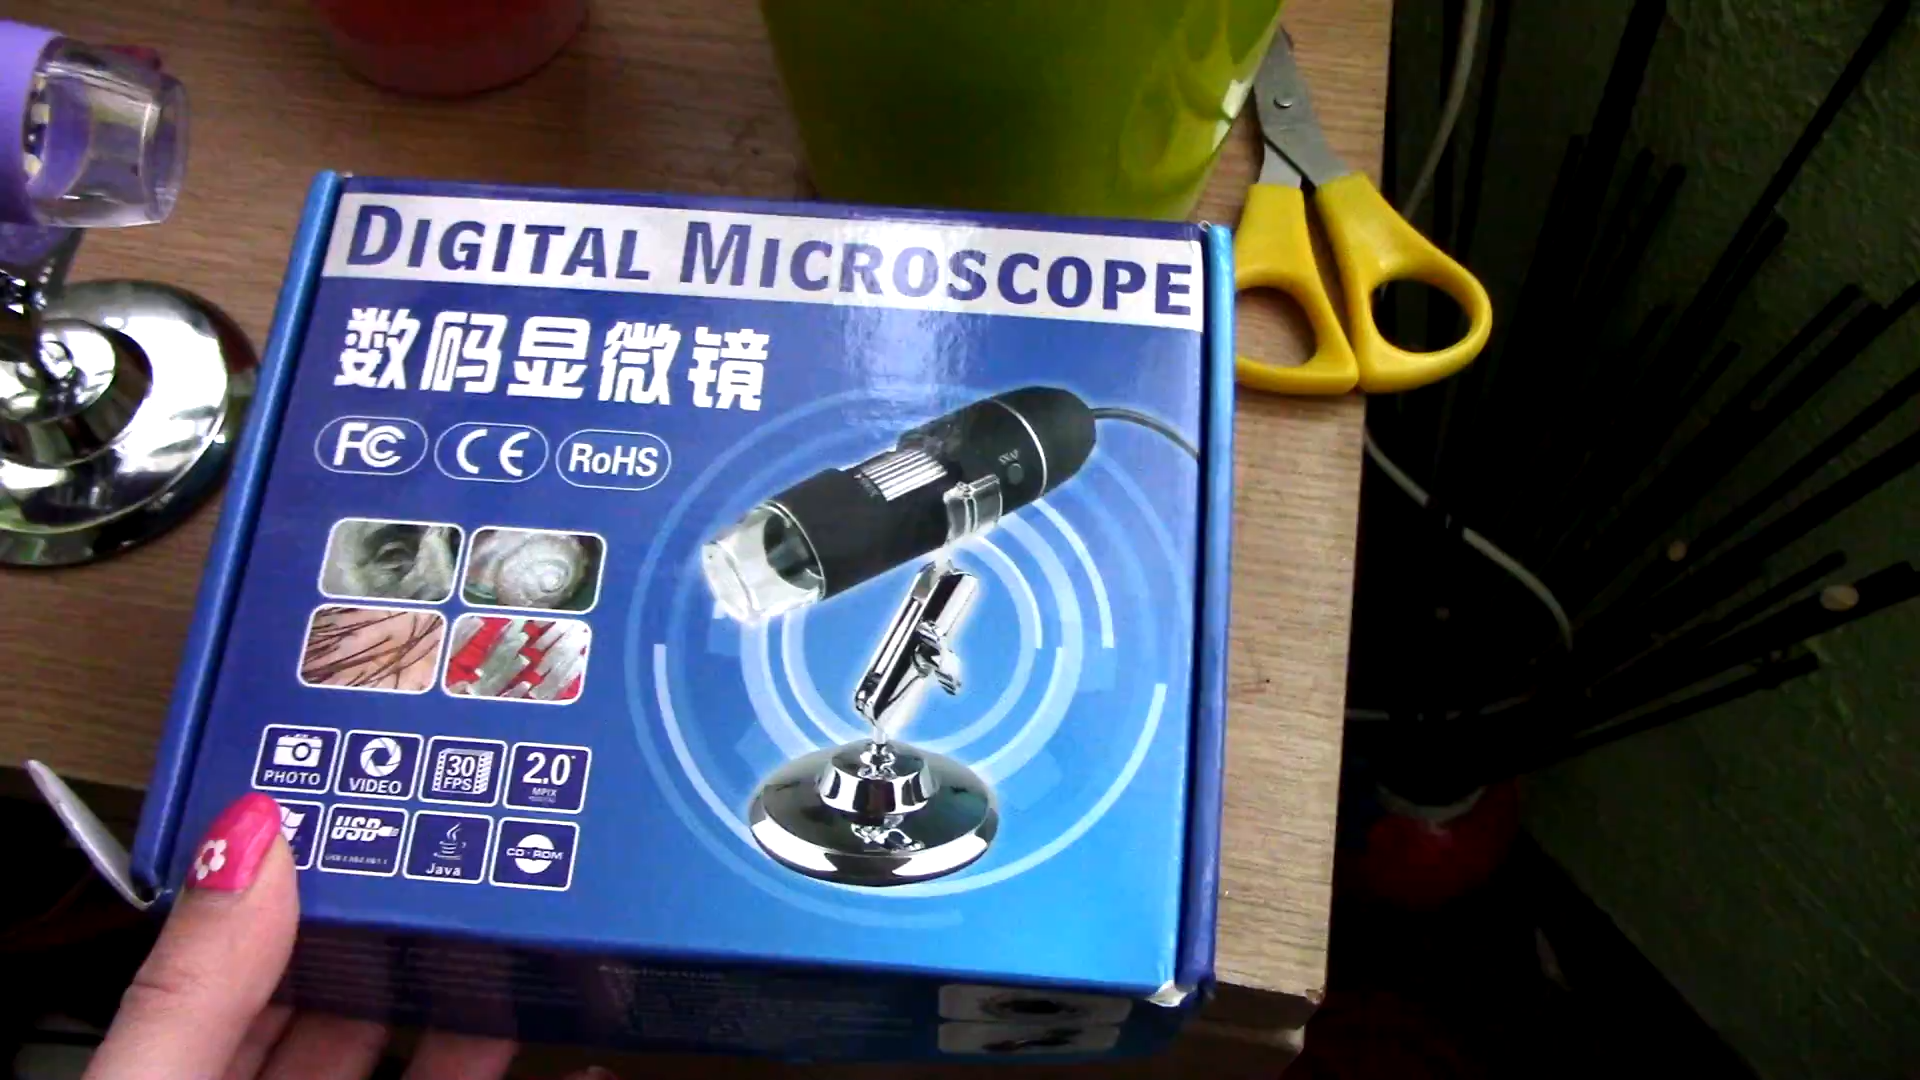 DIGITAL MICROSCOPE
数码显微镜
FC CE RoHS
SNAP
PHOTO VIDEO 30 FPS 2.0 MPIX
USB Java CD-ROM